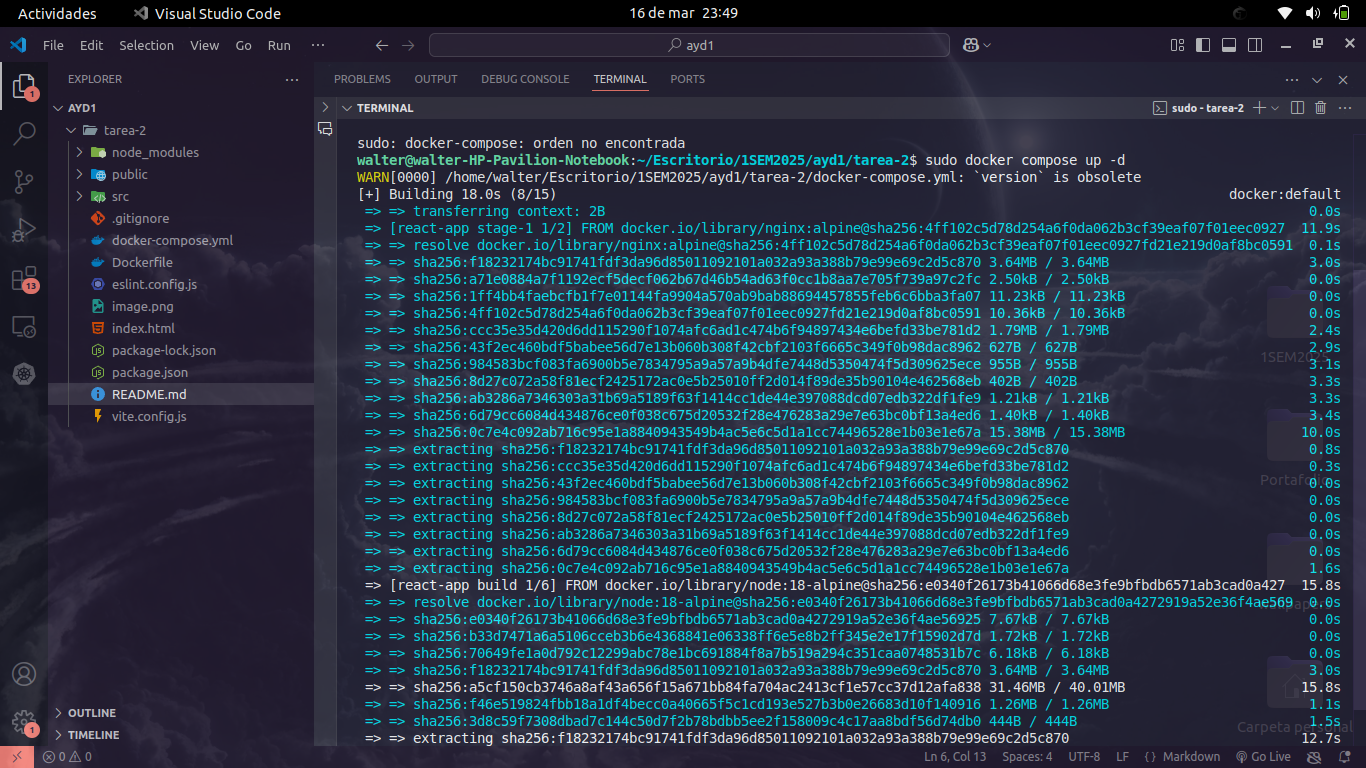 Actividades
Visual Studio Code
16 de mar 23:49
File Edit Selection View Go Run ···
ayd1
EXPLORER
AYD1
tarea-2
node_modules
public
src
.gitignore
docker-compose.yml
Dockerfile
eslint.config.js
image.png
index.html
package-lock.json
package.json
README.md
vite.config.js
OUTLINE
TIMELINE
1
13
1
PROBLEMS OUTPUT DEBUG CONSOLE TERMINAL PORTS
TERMINAL
sudo - tarea-2
sudo: docker-compose: orden no encontrada
walter@walter-HP-Pavilion-Notebook:~/Escritorio/1SEM2025/ayd1/tarea-2$ sudo docker compose up -d
WARN[0000] /home/walter/Escritorio/1SEM2025/ayd1/tarea-2/docker-compose.yml: `version` is obsolete
[+] Building 18.0s (8/15) docker:default
=> => transferring context: 2B 0.0s
=> [react-app stage-1 1/2] FROM docker.io/library/nginx:alpine@sha256:4ff102c5d78d254a6f0da062b3cf39eaf07f01eec0927 11.9s
=> => resolve docker.io/library/nginx:alpine@sha256:4ff102c5d78d254a6f0da062b3cf39eaf07f01eec0927fd21e219d0af8bc0591 0.1s
=> => sha256:f18232174bc91741fdf3da96d85011092101a032a93a388b79e99e69c2d5c870 3.64MB / 3.64MB 3.0s
=> => sha256:a71e0884a7f1192ecf5decf062b67d46b54ad63f0cc1b8aa7e705f739a97c2fc 2.50kB / 2.50kB 0.0s
=> => sha256:1ff4bb4faebcfb1f7e01144fa9904a570ab9bab88694457855feb6c6bba3fa07 11.23kB / 11.23kB 0.0s
=> => sha256:4ff102c5d78d254a6f0da062b3cf39eaf07f01eec0927fd21e219d0af8bc0591 10.36kB / 10.36kB 0.0s
=> => sha256:ccc35e35d420d6dd115290f1074afc6ad1c474b6f94897434e6befd33be781d2 1.79MB / 1.79MB 2.4s
=> => sha256:43f2ec460bdf5babee56d7e13b060b308f42cbf2103f6665c349f0b98dac8962 627B / 627B 2.9s
=> => sha256:984583bcf083fa6900b5e7834795a9a57a9b4dfe7448d5350474f5d309625ece 955B / 955B 3.1s
=> => sha256:8d27c072a58f81ecf2425172ac0e5b25010ff2d014f89de35b90104e462568eb 402B / 402B 3.3s
=> => sha256:ab3286a7346303a31b69a5189f63f1414cc1de44e397088dcd07edb322df1fe9 1.21kB / 1.21kB 3.3s
=> => sha256:6d79cc6084d434876ce0f038c675d20532f28e476283a29e7e63bc0bf13a4ed6 1.40kB / 1.40kB 3.4s
=> => sha256:0c7e4c092ab716c95e1a8840943549b4ac5e6c5d1a1cc74496528e1b03e1e67a 15.38MB / 15.38MB 10.0s
=> => extracting sha256:f18232174bc91741fdf3da96d85011092101a032a93a388b79e99e69c2d5c870 0.8s
=> => extracting sha256:ccc35e35d420d6dd115290f1074afc6ad1c474b6f94897434e6befd33be781d2 0.3s
=> => extracting sha256:43f2ec460bdf5babee56d7e13b060b308f42cbf2103f6665c349f0b98dac8962 0.0s
=> => extracting sha256:984583bcf083fa6900b5e7834795a9a57a9b4dfe7448d5350474f5d309625ece 0.0s
=> => extracting sha256:8d27c072a58f81ecf2425172ac0e5b25010ff2d014f89de35b90104e462568eb 0.0s
=> => extracting sha256:ab3286a7346303a31b69a5189f63f1414cc1de44e397088dcd07edb322df1fe9 0.0s
=> => extracting sha256:6d79cc6084d434876ce0f038c675d20532f28e476283a29e7e63bc0bf13a4ed6 0.0s
=> => extracting sha256:0c7e4c092ab716c95e1a8840943549b4ac5e6c5d1a1cc74496528e1b03e1e67a 1.6s
=> [react-app build 1/6] FROM docker.io/library/node:18-alpine@sha256:e0340f26173b41066d68e3fe9bfbdb6571ab3cad0a427 15.8s
=> => resolve docker.io/library/node:18-alpine@sha256:e0340f26173b41066d68e3fe9bfbdb6571ab3cad0a4272919a52e36f4ae569 0.0s
=> => sha256:e0340f26173b41066d68e3fe9bfbdb6571ab3cad0a4272919a52e36f4ae56925 7.67kB / 7.67kB 0.0s
=> => sha256:b33d7471a6a5106cceb3b6e4368841e06338ff6e5e8b2ff345e2e17f15902d7d 1.72kB / 1.72kB 0.0s
=> => sha256:70649fe1a0d792c12299abc78e1bc691884f8a7b519a294c351caa0748531b7c 6.18kB / 6.18kB 0.0s
=> => sha256:f18232174bc91741fdf3da96d85011092101a032a93a388b79e99e69c2d5c870 3.64MB / 3.64MB 3.0s
=> => sha256:a5cf150cb3746a8af43a656f15a671bb84fa704ac2413cf1e57cc37d12afa838 31.46MB / 40.01MB 15.8s
=> => sha256:f46e519824fbb18a1df4becc0a40665f5c1cd193e527b3b0e26683d10f140916 1.26MB / 1.26MB 1.1s
=> => sha256:3d8c59f7308dbad7c144c50d7f2b78bdbb5ee2f158009c4c17aa8bdf56d74db0 444B / 444B 1.5s
=> => extracting sha256:f18232174bc91741fdf3da96d85011092101a032a93a388b79e99e69c2d5c870 12.7s
1SEM2025
Carpeta personal
0 0
Ln 6, Col 13 Spaces: 4 UTF-8 LF { } Markdown Go Live